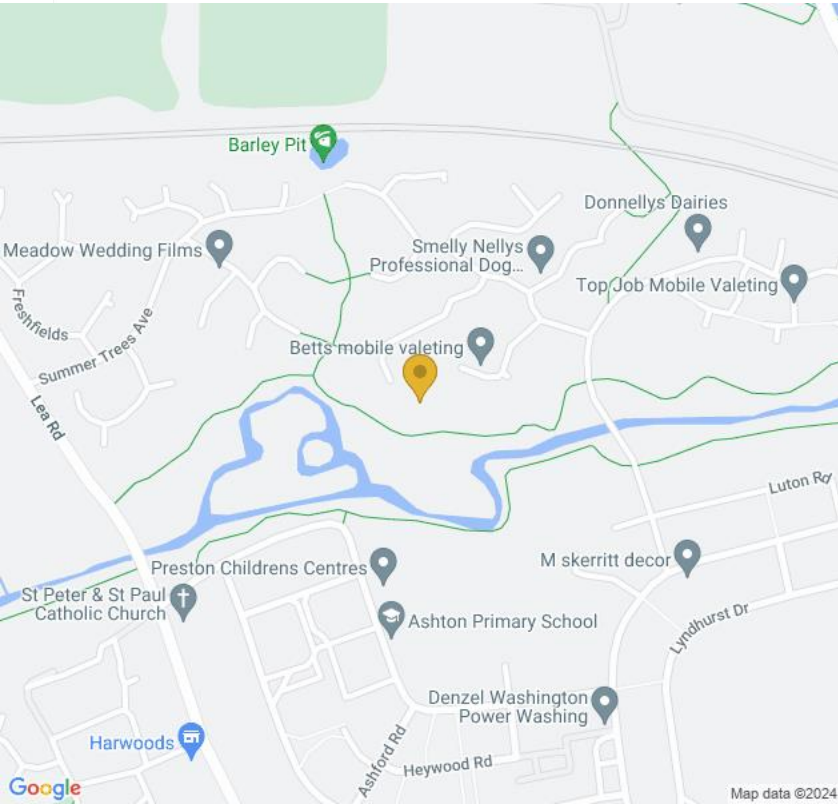 Barley Pit
Donnellys Dairies
Meadow Wedding Films
Smelly Nellys
Professional Dog...
Top Job Mobile Valeting
Freshfields
Summer Trees Ave
Betts mobile valeting
Lea Rd
Luton Rd
M skerritt decor
Preston Childrens Centres
St Peter & St Paul
Catholic Church
Ashton Primary School
Lyndhurst Dr
Denzel Washington
Power Washing
Harwoods
Ashford Rd
Heywood Rd
Google
Map data ©2024